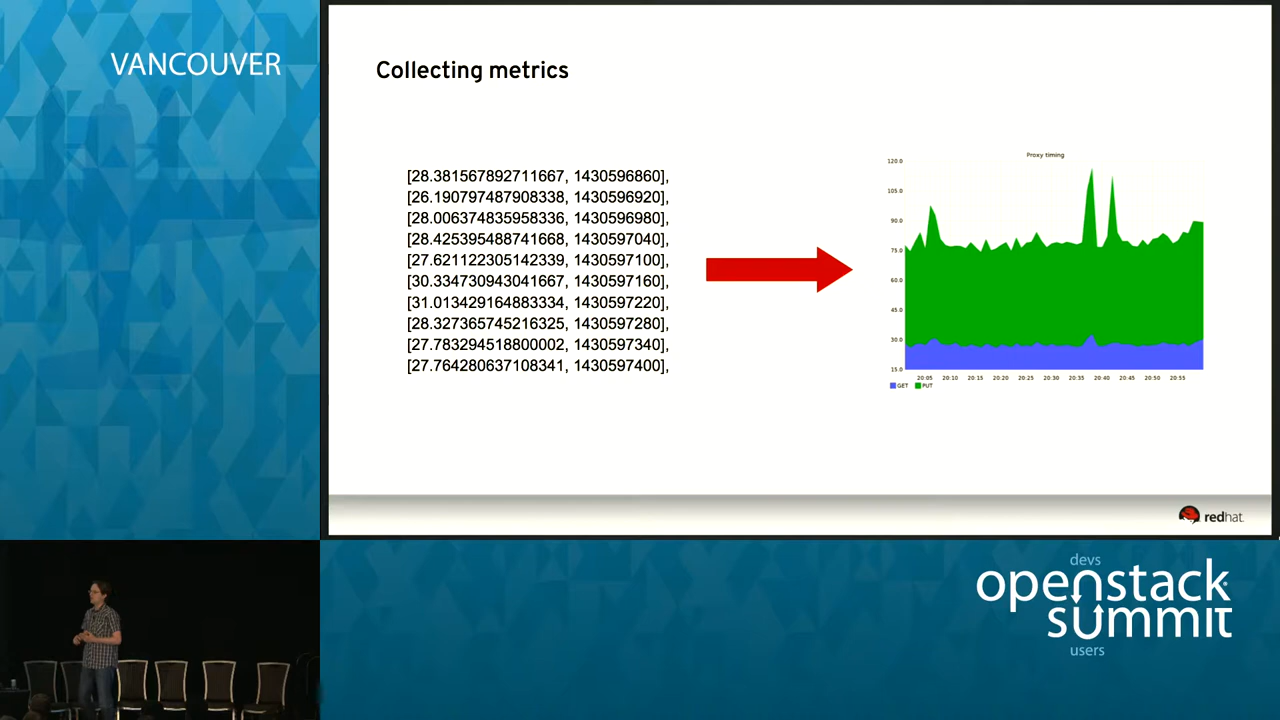 VANCOUVER
Collecting metrics
[28.381567892711667, 1430596860],
[26.190797487908338, 1430596920],
[28.006374835958336, 1430596980],
[28.425395488741668, 1430597040],
[27.621122305142339, 1430597100],
[30.334730943041667, 1430597160],
[31.013429164883334, 1430597220],
[28.327365745216325, 1430597280],
[27.783294518800002, 1430597340],
[27.764280637108341, 1430597400],
Proxy timing
120.0
105.0
90.0
75.0
60.0
45.0
30.0
15.0
20:05 20:10 20:15 20:20 20:25 20:30 20:35 20:40 20:45 20:50 20:55
GET PUT
redhat.
devs
openstack
summit
users